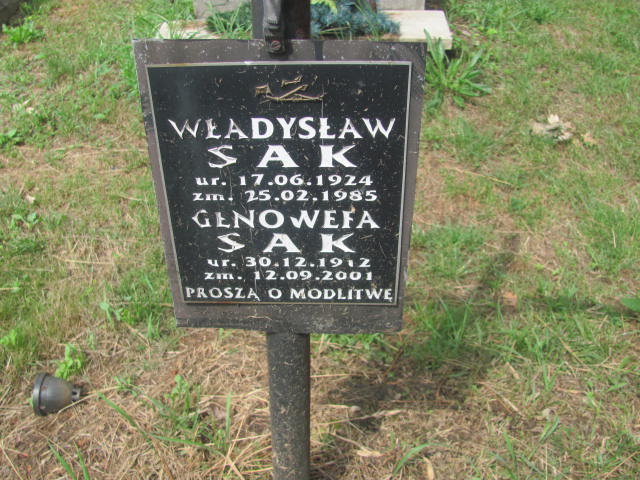 WŁADYSŁAW
SAK
ur. 17.06.1924
zm. 25.02.1985
GENOWEFA
SAK
ur. 30.12.1912
zm. 12.09.2001
PROSZĄ O MODLITWĘ